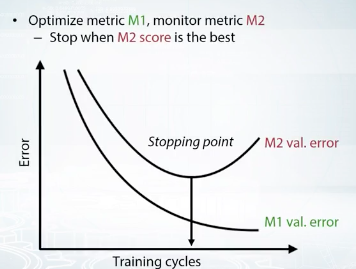 • Optimize metric M1, monitor metric M2
– Stop when M2 score is the best
Stopping point
M2 val. error
Error
M1 val. error
Training cycles